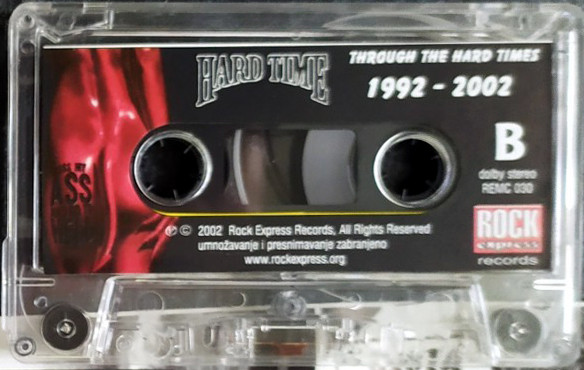 HARD TIME
THROUGH THE HARD TIMES
1992 - 2002
B
dolby stereo
REMC 030
ASS
℗ © 2002 Rock Express Records, All Rights Reserved
umnožavanje i presnimavanje zabranjeno
www.rockexpress.org
ROCK
express
records